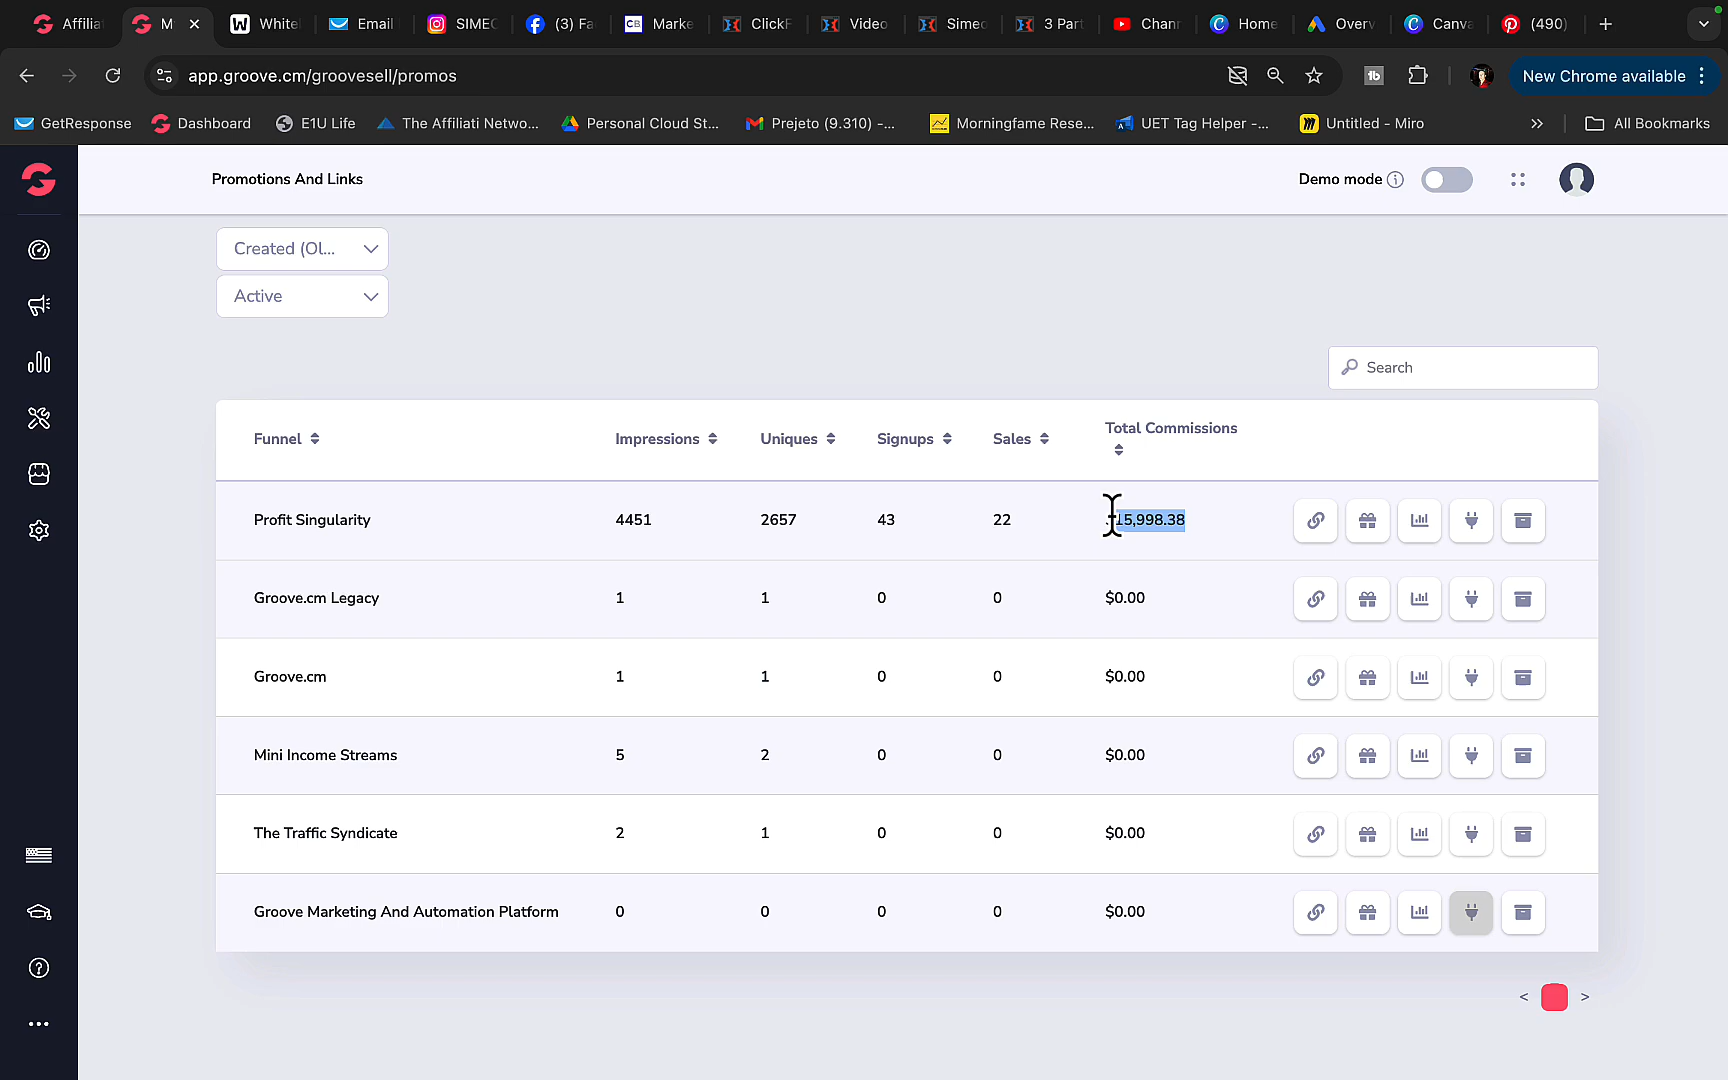 Affilia
M
White
Email
SIMEO
(3) Fa
CB
Marke
ClickF
Video
Simeo
3 Part
Chan
Home
Overv
Canva
(490)
app.groove.cm/groovesell/promos
New Chrome available
GetResponse
Dashboard
E1U Life
The Affiliati Netwo...
Personal Cloud St...
Prejeto (9.310) -...
Morningfame Rese...
UET Tag Helper -...
Untitled - Miro
All Bookmarks
Promotions And Links
Demo mode
Created (Ol...
Active
Search
Funnel
Impressions
Uniques
Signups
Sales
Total Commissions
Profit Singularity
4451
2657
43
22
15,998.38
Groove.cm Legacy
1
1
0
0
$0.00
Groove.cm
1
1
0
0
$0.00
Mini Income Streams
5
2
0
0
$0.00
The Traffic Syndicate
2
1
0
0
$0.00
Groove Marketing And Automation Platform
0
0
0
0
$0.00
<
>